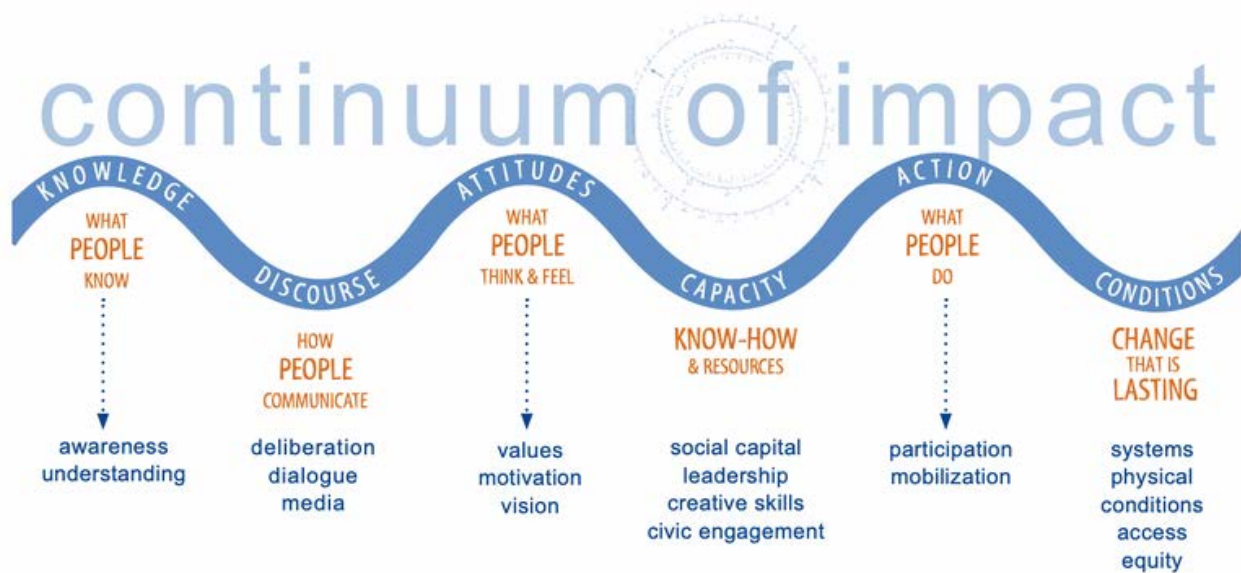 continuum of impact
KNOWLEDGE
WHAT
PEOPLE
KNOW
awareness
understanding
DISCOURSE
HOW
PEOPLE
COMMUNICATE
deliberation
dialogue
media
ATTITUDES
WHAT
PEOPLE
THINK & FEEL
values
motivation
vision
CAPACITY
KNOW-HOW
& RESOURCES
social capital
leadership
creative skills
civic engagement
ACTION
WHAT
PEOPLE
DO
participation
mobilization
CONDITIONS
CHANGE
THAT IS
LASTING
systems
physical
conditions
access
equity